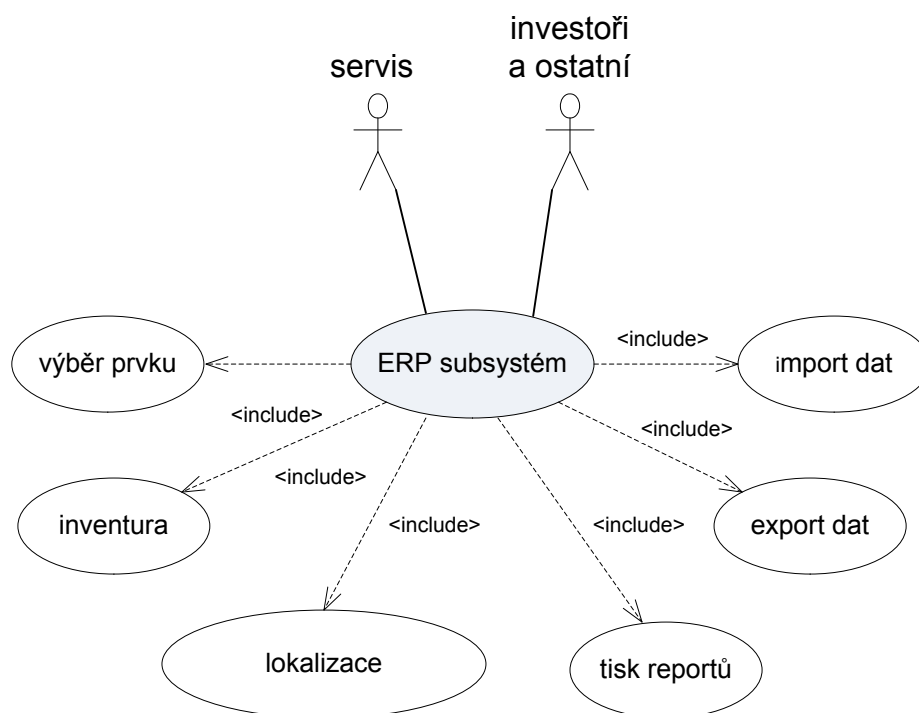 investoři
a ostatní
servis
výběr prvku
ERP subsystém
<include>
import dat
<include>
<include>
<include>
inventura
<include>
<include>
export dat
lokalizace
tisk reportů